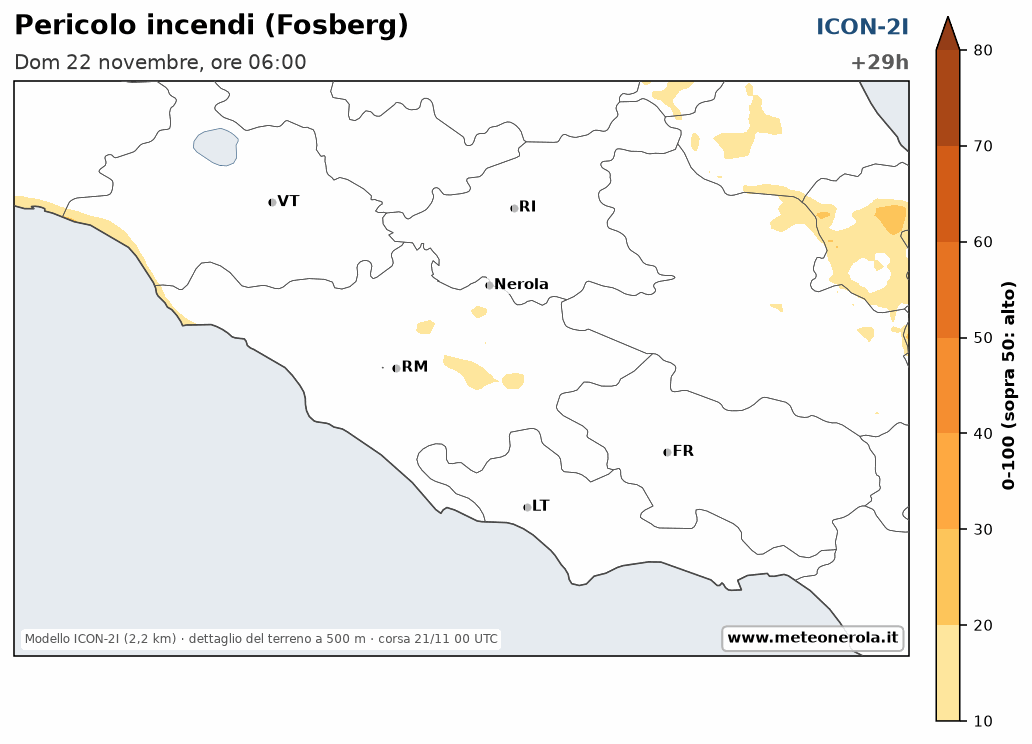 Pericolo incendi (Fosberg)
ICON-2I
Dom 22 novembre, ore 06:00
+29h
VT
RI
Nerola
RM
FR
LT
Modello ICON-2I (2,2 km) · dettaglio del terreno a 500 m · corsa 21/11 00 UTC
www.meteonerola.it
80
70
60
50
40
30
20
10
0-100 (sopra 50: alto)